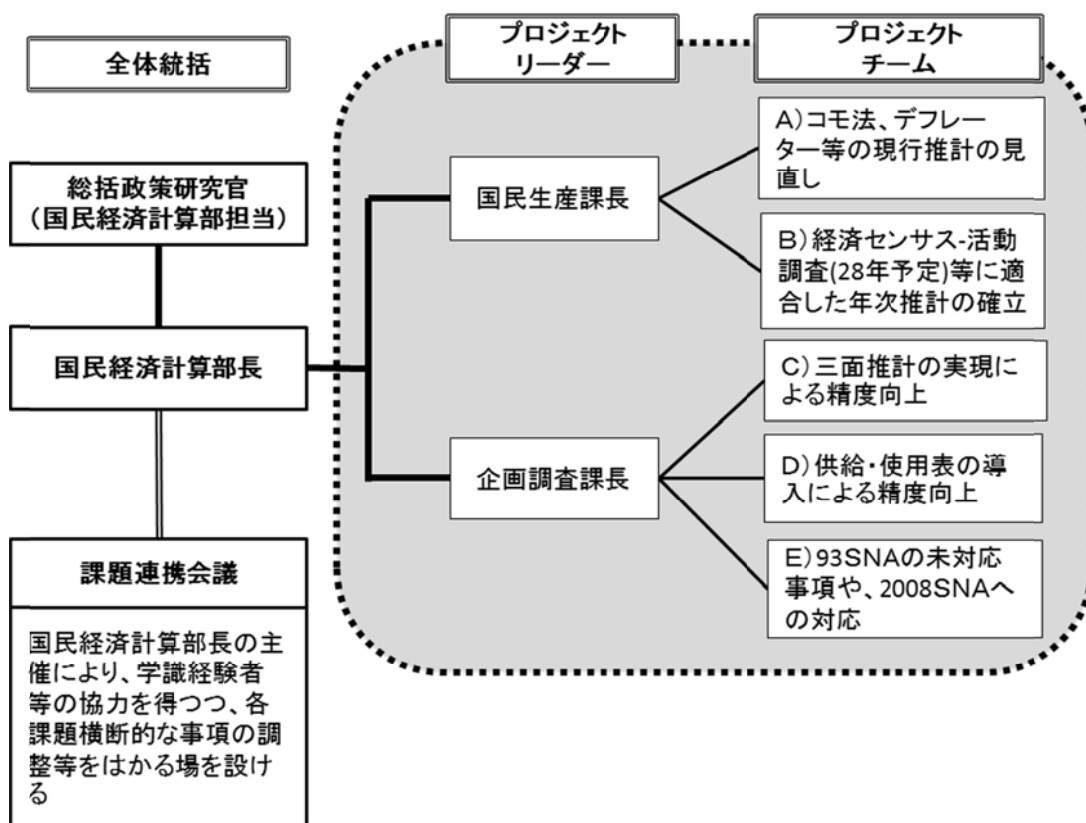 全体統括
総括政策研究官
（国民経済計算部担当）
国民経済計算部長
課題連携会議
国民経済計算部長の主
催により、学識経験者
等の協力を得つつ、各
課題横断的な事項の調
整等をはかる場を設け
る
プロジェクト
リーダー
国民生産課長
企画調査課長
プロジェクト
チーム
A）コモ法、デフレー
ター等の現行推計の見
直し
B）経済センサス-活動
調査(28年予定)等に適
合した年次推計の確立
C）三面推計の実現に
よる精度向上
D）供給・使用表の導
入による精度向上
E）93SNAの未対応
事項や、2008SNAへ
の対応